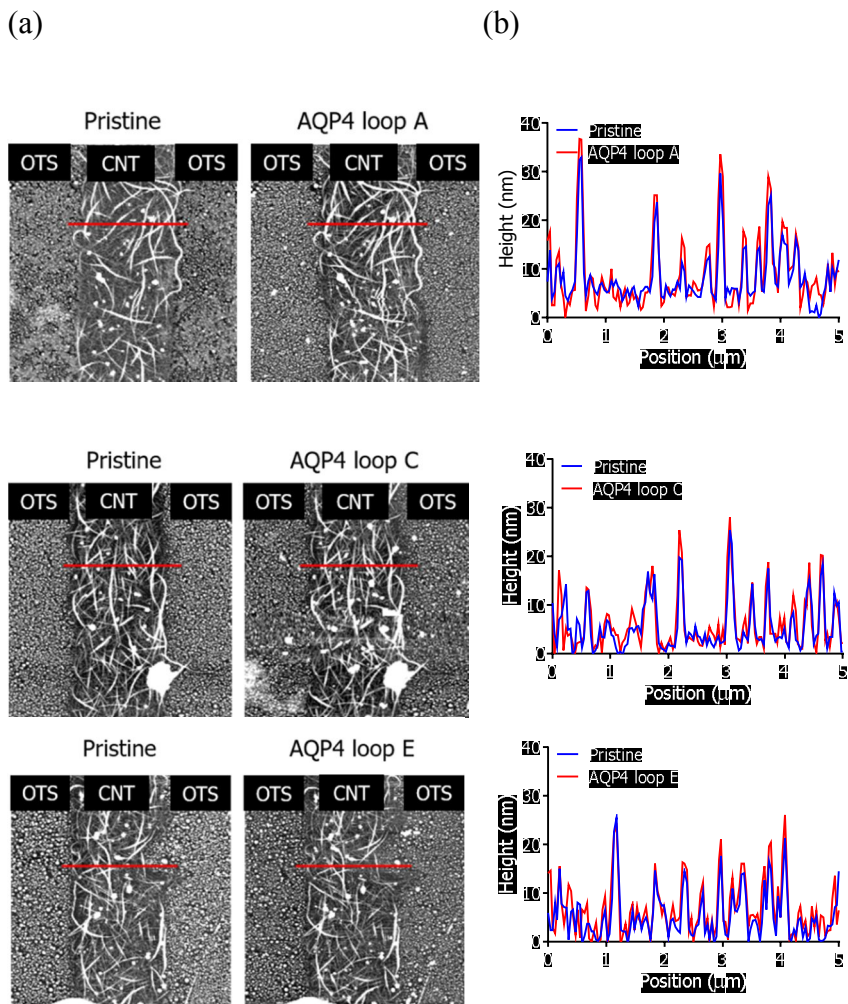 (a) (b)
Pristine AQP4 loop A
OTS CNT OTS OTS CNT OTS
40
30
20
10
0
Height (nm)
Pristine
AQP4 loop A
0 1 2 3 4 5
Position (μm)
Pristine AQP4 loop C
OTS CNT OTS OTS CNT OTS
40
30
20
10
0
Height (nm)
Pristine
AQP4 loop C
0 1 2 3 4 5
Position (μm)
Pristine AQP4 loop E
OTS CNT OTS OTS CNT OTS
40
30
20
10
0
Height (nm)
Pristine
AQP4 loop E
0 1 2 3 4 5
Position (μm)